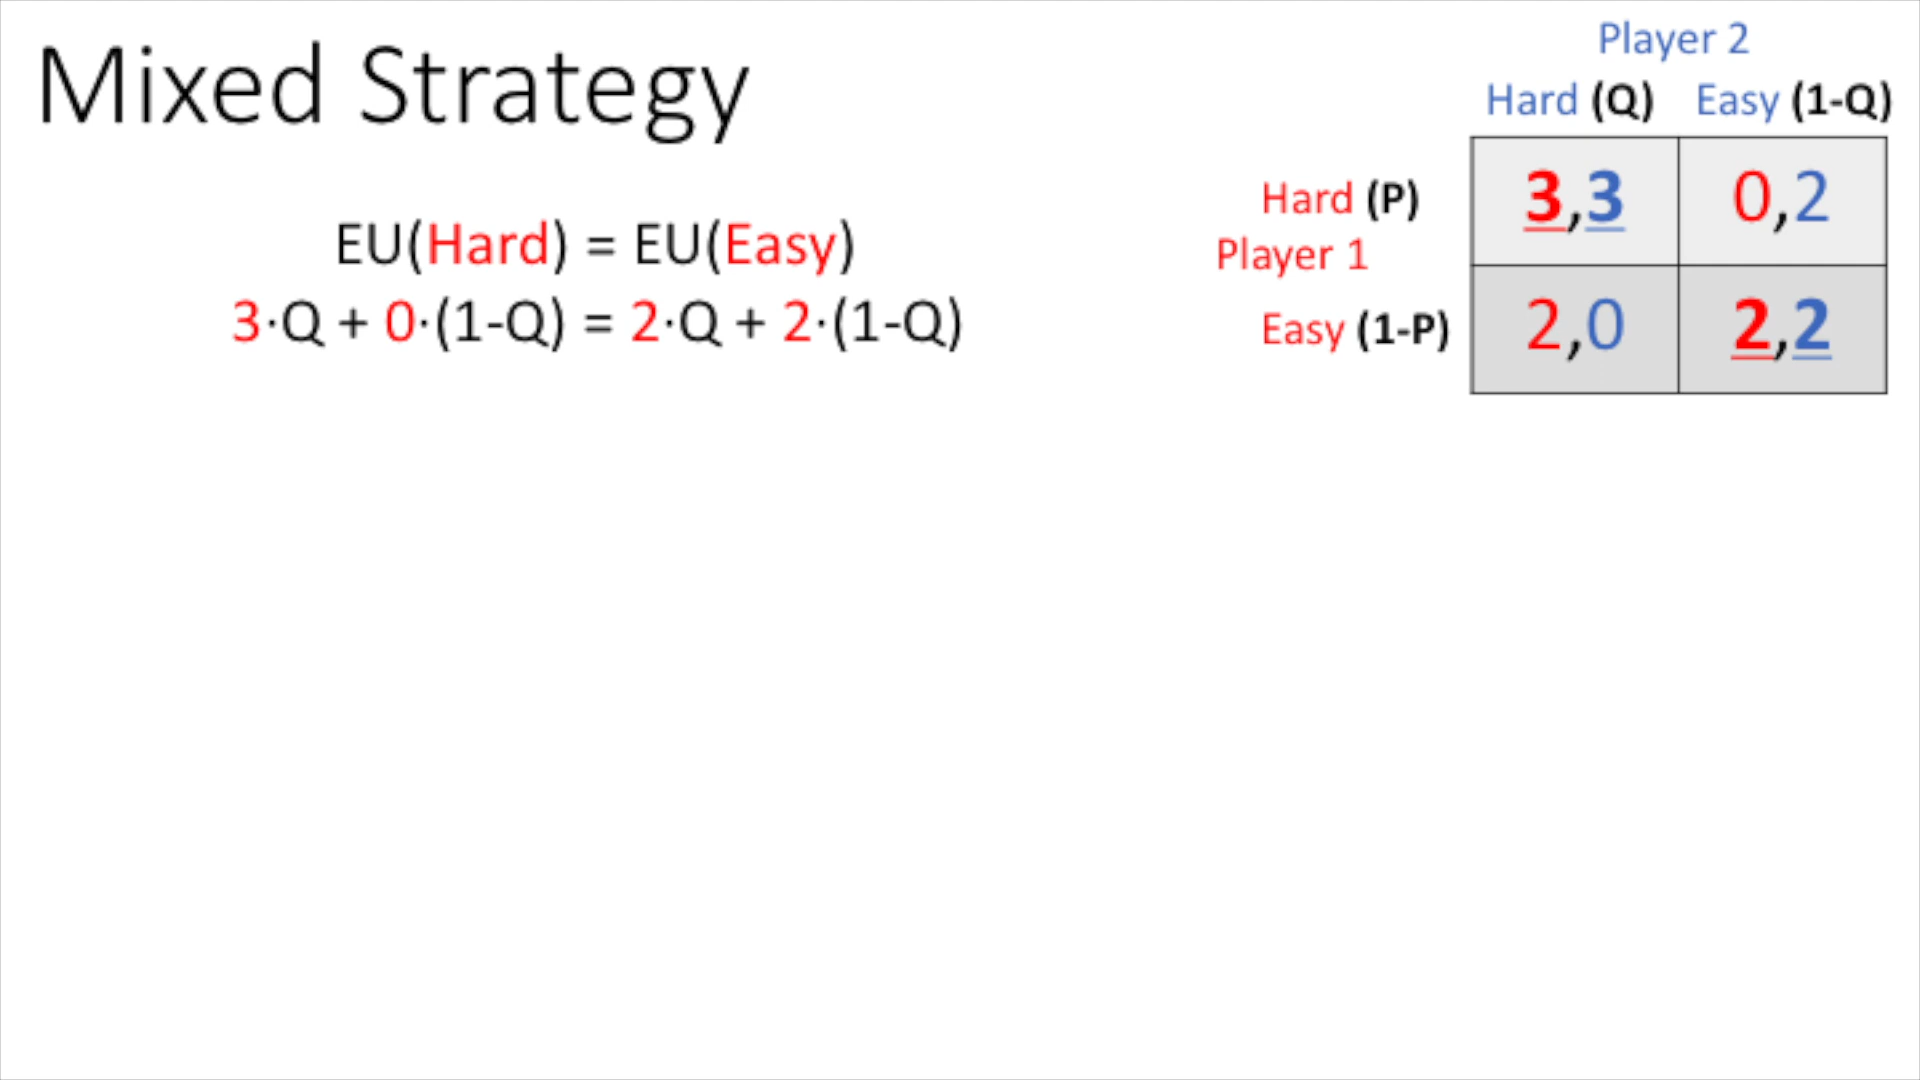 Mixed Strategy
EU(Hard) = EU(Easy)
3·Q + 0·(1-Q) = 2·Q + 2·(1-Q)
Player 2
Hard (Q) Easy (1-Q)
Hard (P) 3,3 0,2
Player 1
Easy (1-P) 2,0 2,2